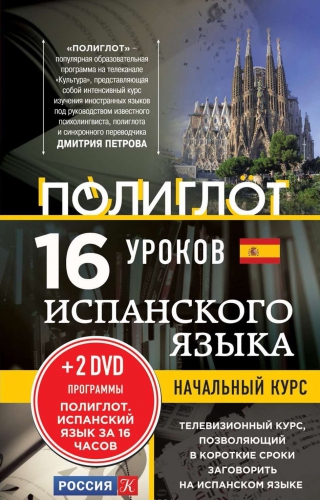 «ПОЛИГЛОТ» –
популярная образовательная
программа на телеканале
«Культура», представляющая
собой интенсивный курс
изучения иностранных языков
под руководством известного
психолингвиста, полиглота
и синхронного переводчика
ДМИТРИЯ ПЕТРОВА.
ПОЛИГЛОТ
16 УРОКОВ
ИСПАНСКОГО
ЯЗЫКА
+ 2 DVD
ПРОГРАММЫ
ПОЛИГЛОТ.
ИСПАНСКИЙ
ЯЗЫК ЗА 16
ЧАСОВ
НАЧАЛЬНЫЙ КУРС
ТЕЛЕВИЗИОННЫЙ КУРС,
ПОЗВОЛЯЮЩИЙ
В КОРОТКИЕ СРОКИ
ЗАГОВОРИТЬ
НА ИСПАНСКОМ ЯЗЫКЕ
РОССИЯ К